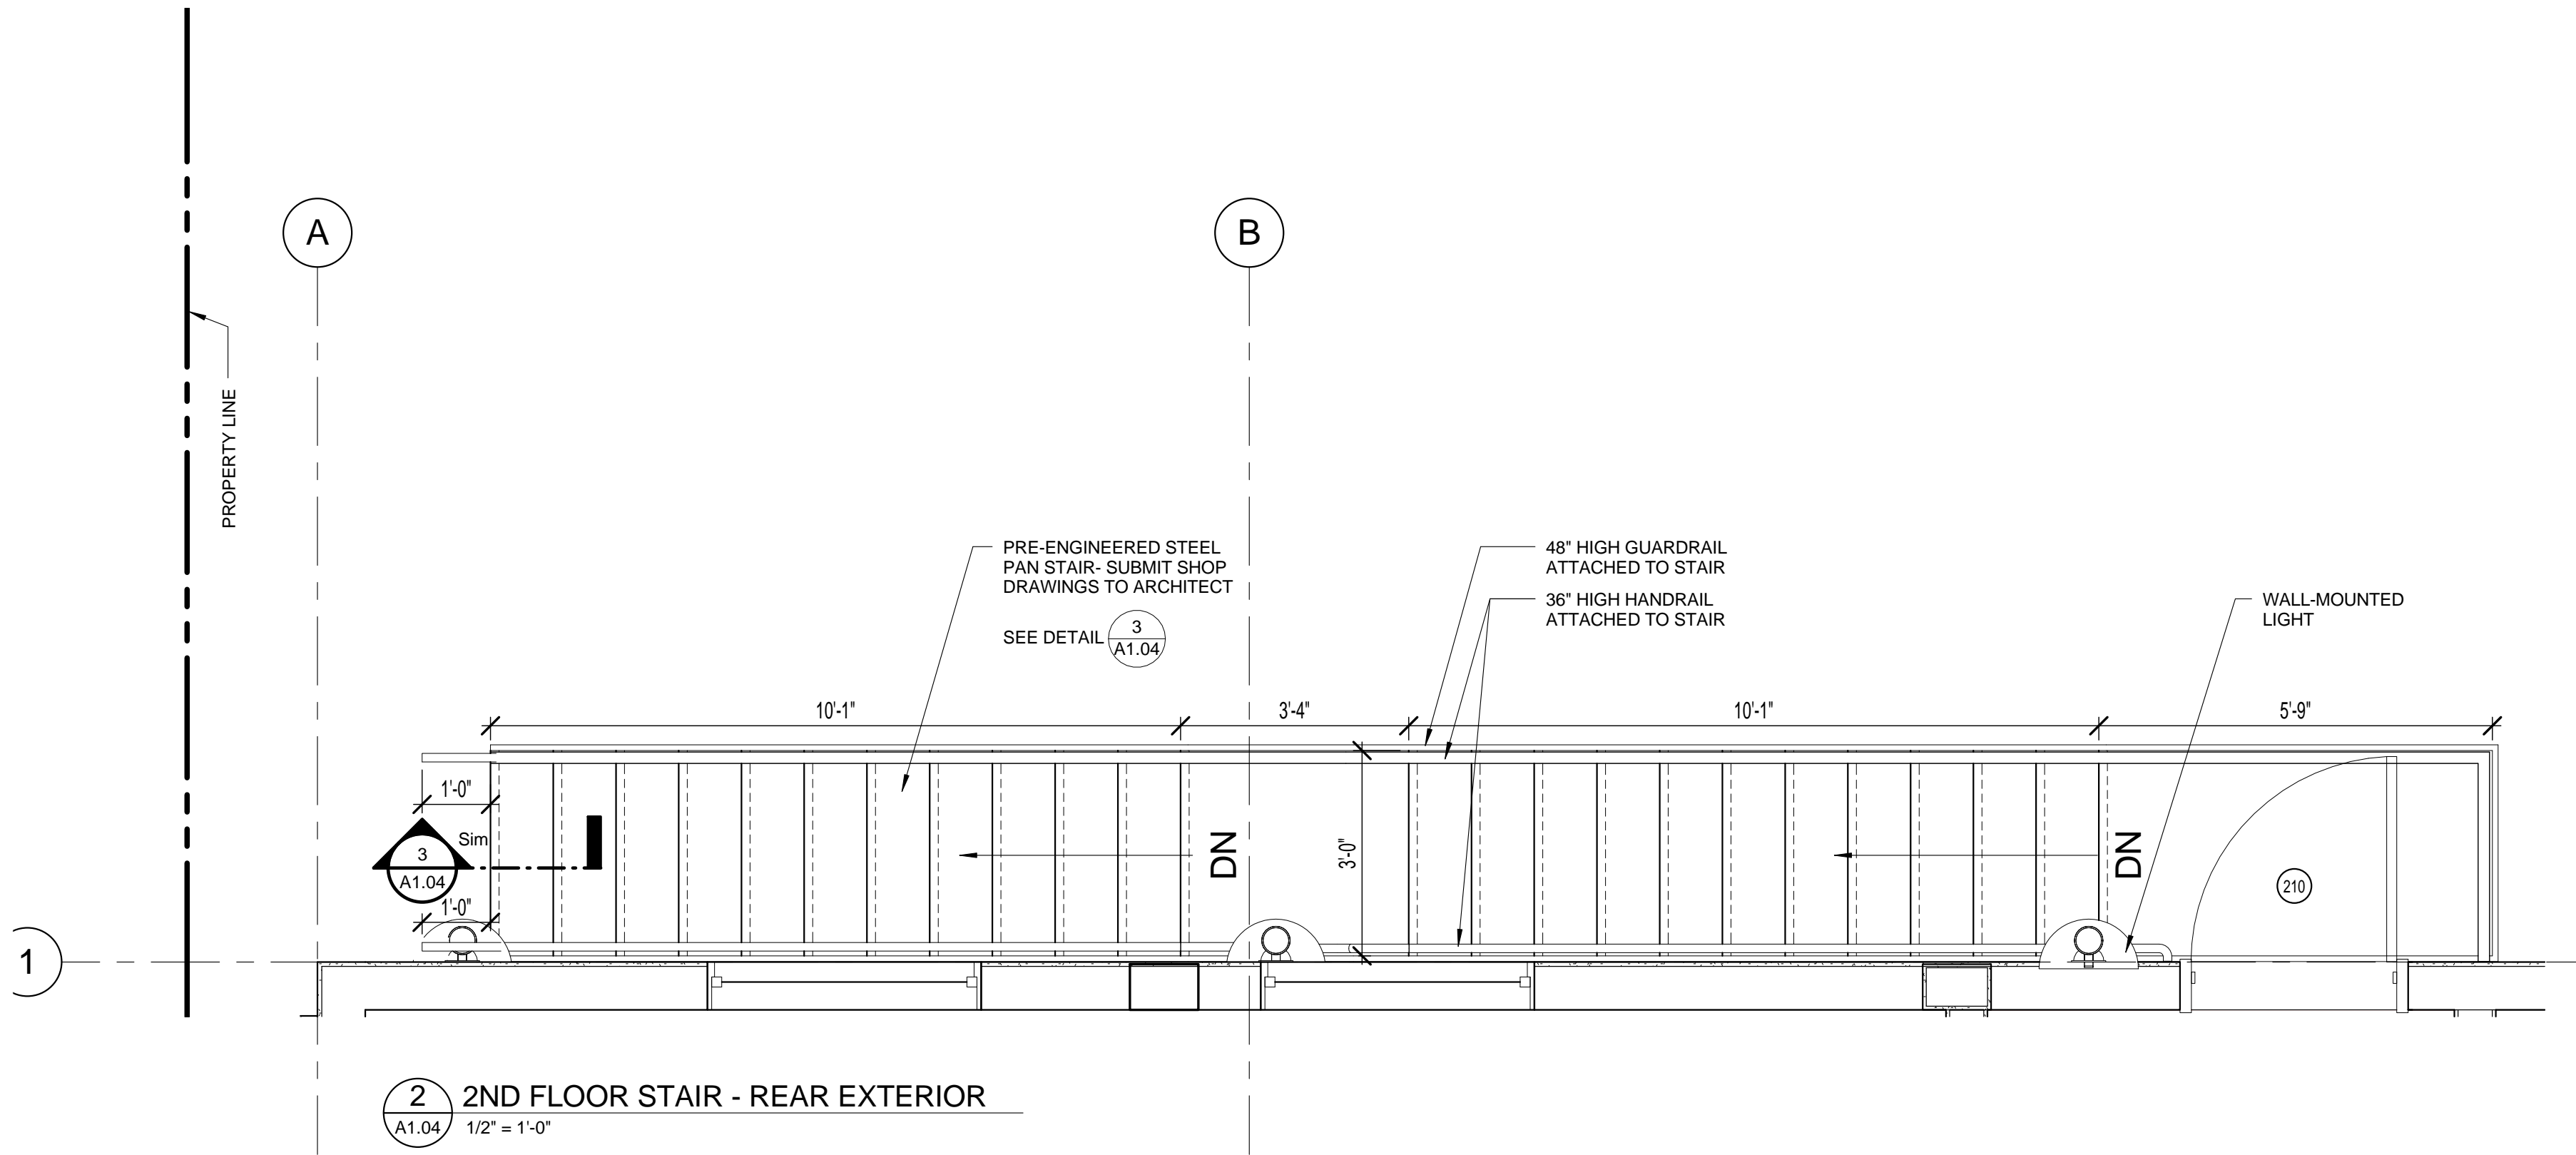 A
B
PROPERTY LINE
PRE-ENGINEERED STEEL
PAN STAIR- SUBMIT SHOP
DRAWINGS TO ARCHITECT
SEE DETAIL
3
A1.04
48" HIGH GUARDRAIL
ATTACHED TO STAIR
36" HIGH HANDRAIL
ATTACHED TO STAIR
WALL-MOUNTED
LIGHT
10'-1"
3'-4"
10'-1"
5'-9"
1'-0"
Sim
3
A1.04
1'-0"
DN
3'-0"
DN
210
1
2
A1.04
2ND FLOOR STAIR - REAR EXTERIOR
1/2" = 1'-0"